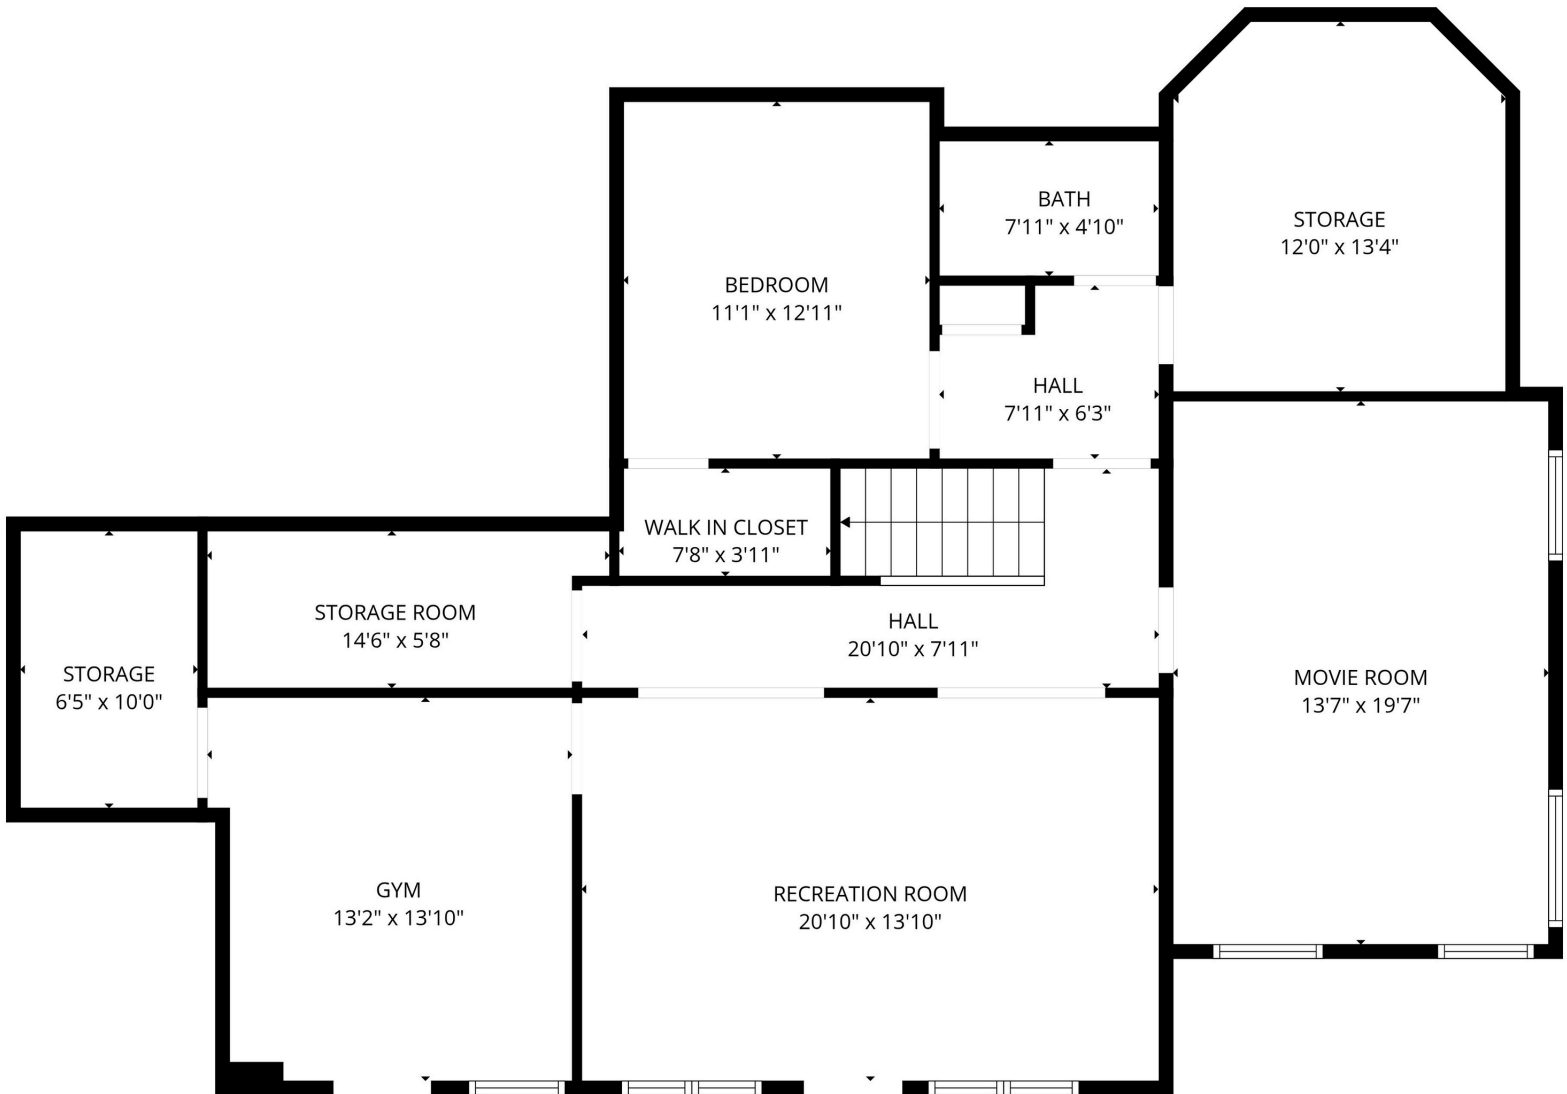 BATH
7'11" x 4'10"
STORAGE
12'0" x 13'4"
BEDROOM
11'1" x 12'11"
HALL
7'11" x 6'3"
WALK IN CLOSET
7'8" x 3'11"
STORAGE ROOM
14'6" x 5'8"
HALL
20'10" x 7'11"
STORAGE
6'5" x 10'0"
MOVIE ROOM
13'7" x 19'7"
GYM
13'2" x 13'10"
RECREATION ROOM
20'10" x 13'10"